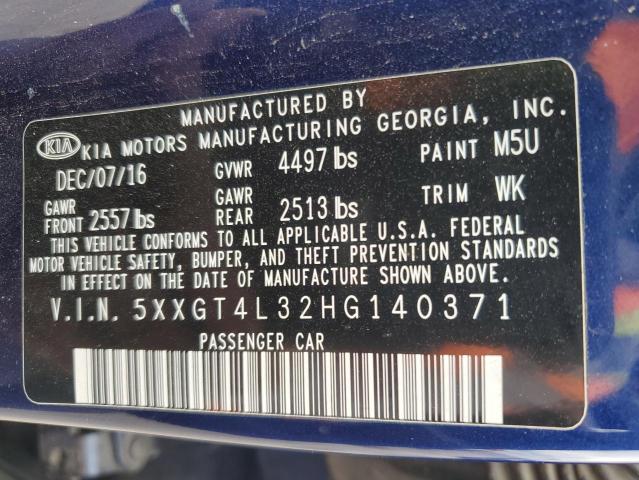 MANUFACTURED BY
KIA KIA MOTORS MANUFACTURING GEORGIA, INC.
DEC/07/16 GVWR 4497 lbs PAINT M5U
GAWR FRONT 2557 lbs GAWR REAR 2513 lbs TRIM WK
THIS VEHICLE CONFORMS TO ALL APPLICABLE U.S.A. FEDERAL
MOTOR VEHICLE SAFETY, BUMPER, AND THEFT PREVENTION STANDARDS
IN EFFECT ON THE DATE OF MANUFACTURE SHOWN ABOVE.
V.I.N. 5XXGT4L32HG140371
PASSENGER CAR